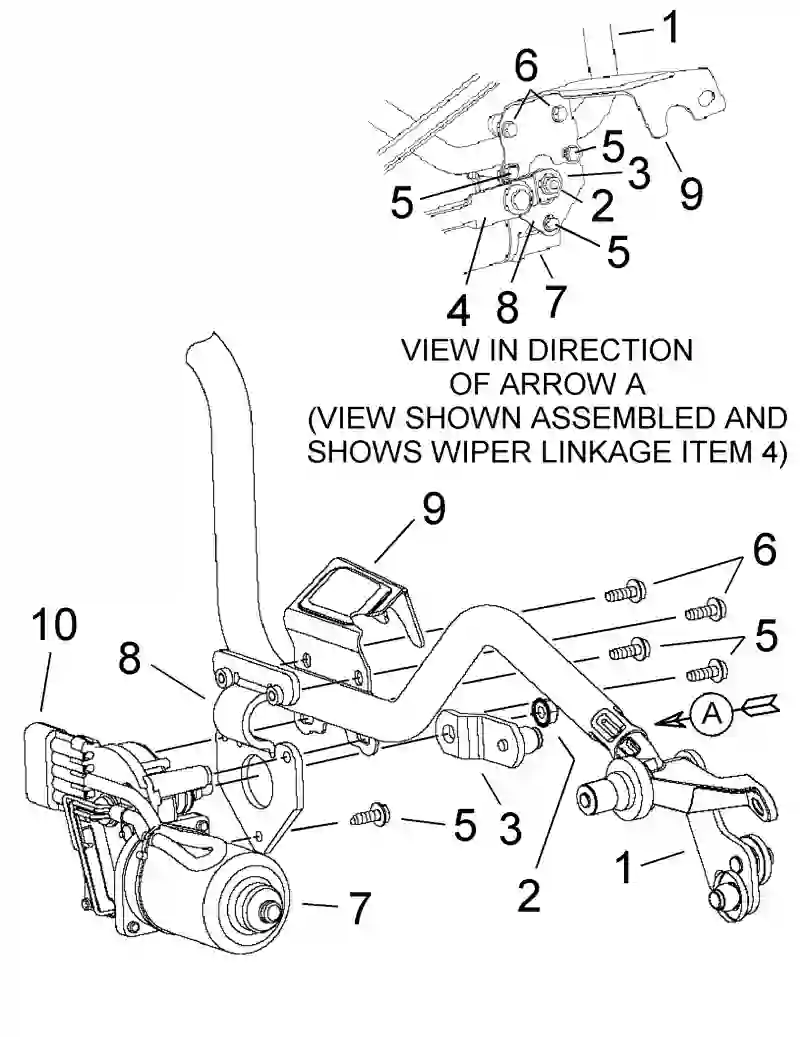 1
6
5
3
5
9
2
5
4 8 7
VIEW IN DIRECTION
OF ARROW A
(VIEW SHOWN ASSEMBLED AND
SHOWS WIPER LINKAGE ITEM 4)
9
6
10
8
5
A
5 3
1
2
7